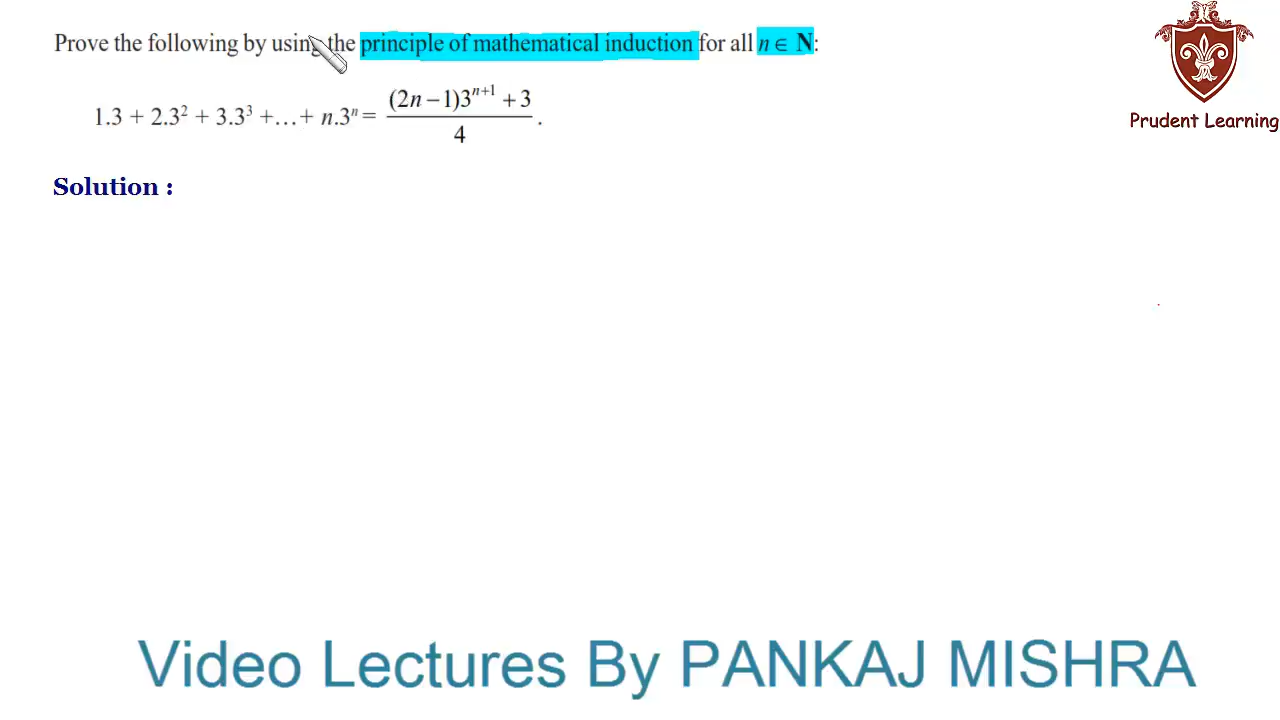 Prove the following by using the principle of mathematical induction for all n ∈ N:
1.3 + 2.3² + 3.3³ +…+ n.3ⁿ = ((2n – 1)3ⁿ⁺¹ + 3) / 4 .
Prudent Learning
Solution :
Video Lectures By PANKAJ MISHRA